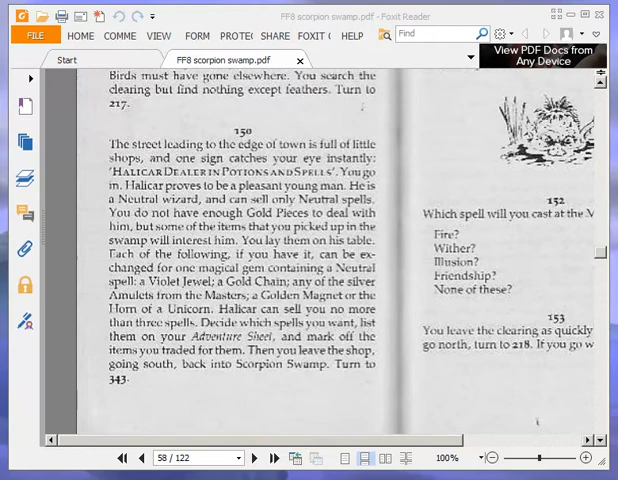 FF8 scorpion swamp.pdf - Foxit Reader
FILE HOME COMME VIEW FORM PROTE SHARE FOXIT C HELP Find
Start FF8 scorpion swamp.pdf View PDF Docs from
Any Device
Birds must have gone elsewhere. You search the
clearing but find nothing except feathers. Turn to
217.
150
The street leading to the edge of town is full of little
shops, and one sign catches your eye instantly:
'HALICAR DEALER IN POTIONS AND SPELLS'. You go
in. Halicar proves to be a pleasant young man. He is
a Neutral wizard, and can sell only Neutral spells.
You do not have enough Gold Pieces to deal with
him, but some of the items that you picked up in the
swamp will interest him. You lay them on his table.
Each of the following, if you have it, can be ex-
changed for one magical gem containing a Neutral
spell: a Violet Jewel; a Gold Chain; any of the silver
Amulets from the Masters; a Golden Magnet or the
Horn of a Unicorn. Halicar can sell you no more
than three spells. Decide which spells you want, list
them on your Adventure Sheet, and mark off the
items you traded for them. Then you leave the shop,
going south, back into Scorpion Swamp. Turn to
343.
152
Which spell will you cast at the M
Fire?
Wither?
Illusion?
Friendship?
None of these?
153
You leave the clearing as quickly
go north, turn to 218. If you go w
58 / 122 100%